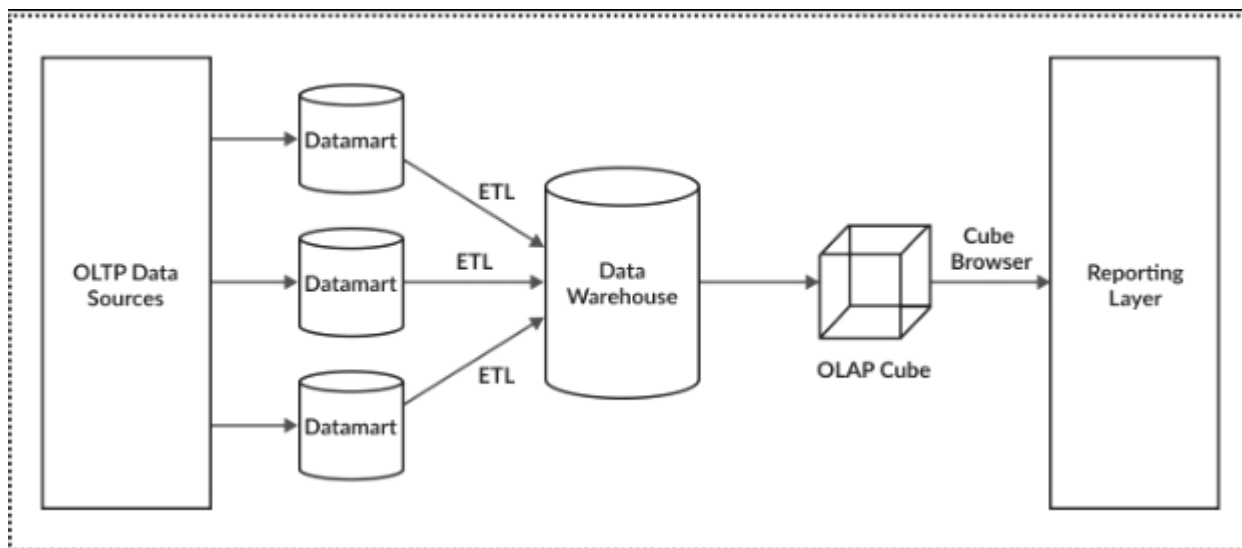 OLTP Data
Sources
Datamart
Datamart
Datamart
ETL
ETL
ETL
Data
Warehouse
OLAP Cube
Cube
Browser
Reporting
Layer